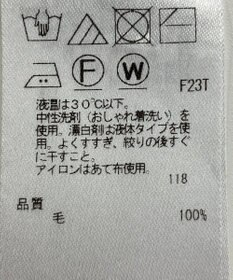 F
W
F23T
液温は30℃以下。
中性洗剤（おしゃれ着洗い）を
使用。漂白剤は液体タイプを使
用。よくすすぎ、絞りの後すぐ
に干すこと。
アイロンはあて布使用。
118
品質
毛 100%